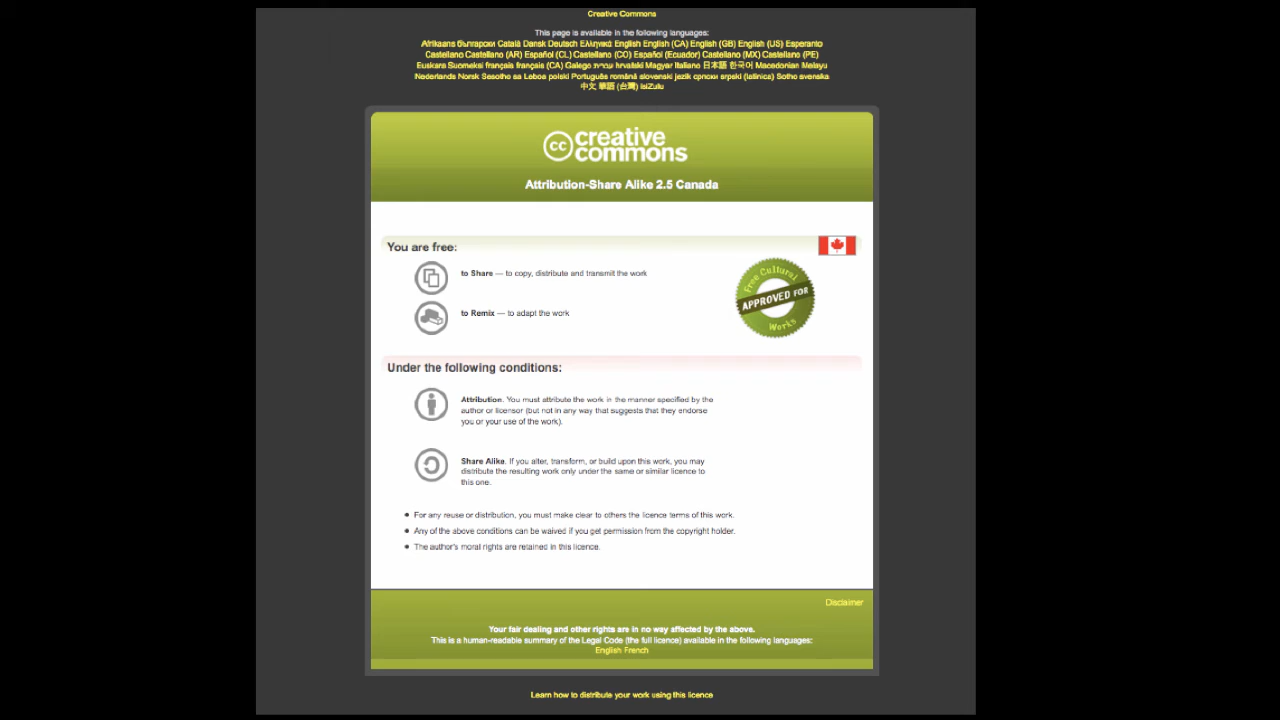 Creative Commons
This page is available in the following languages:
Afrikaans български Català Dansk Deutsch Ελληνικά English English (CA) English (GB) English (US) Esperanto
Castellano Castellano (AR) Español (CL) Castellano (CO) Español (Ecuador) Castellano (MX) Castellano (PE)
Euskara Suomeksi français français (CA) Galego עברית hrvatski Magyar Italiano 日本語 한국어 Macedonian Melayu
Nederlands Norsk Sesotho sa Leboa polski Português română slovenski jezik српски srpski (latinica) Sotho svenska
中文 華語 (台灣) isiZulu
cc creative
commons
Attribution-Share Alike 2.5 Canada
You are free:
to Share — to copy, distribute and transmit the work
to Remix — to adapt the work
Free Cultural
APPROVED FOR
Works
Under the following conditions:
Attribution. You must attribute the work in the manner specified by the
author or licensor (but not in any way that suggests that they endorse
you or your use of the work).
Share Alike. If you alter, transform, or build upon this work, you may
distribute the resulting work only under the same or similar licence to
this one.
For any reuse or distribution, you must make clear to others the licence terms of this work.
Any of the above conditions can be waived if you get permission from the copyright holder.
The author's moral rights are retained in this licence.
Disclaimer
Your fair dealing and other rights are in no way affected by the above.
This is a human-readable summary of the Legal Code (the full licence) available in the following languages:
English French
Learn how to distribute your work using this licence